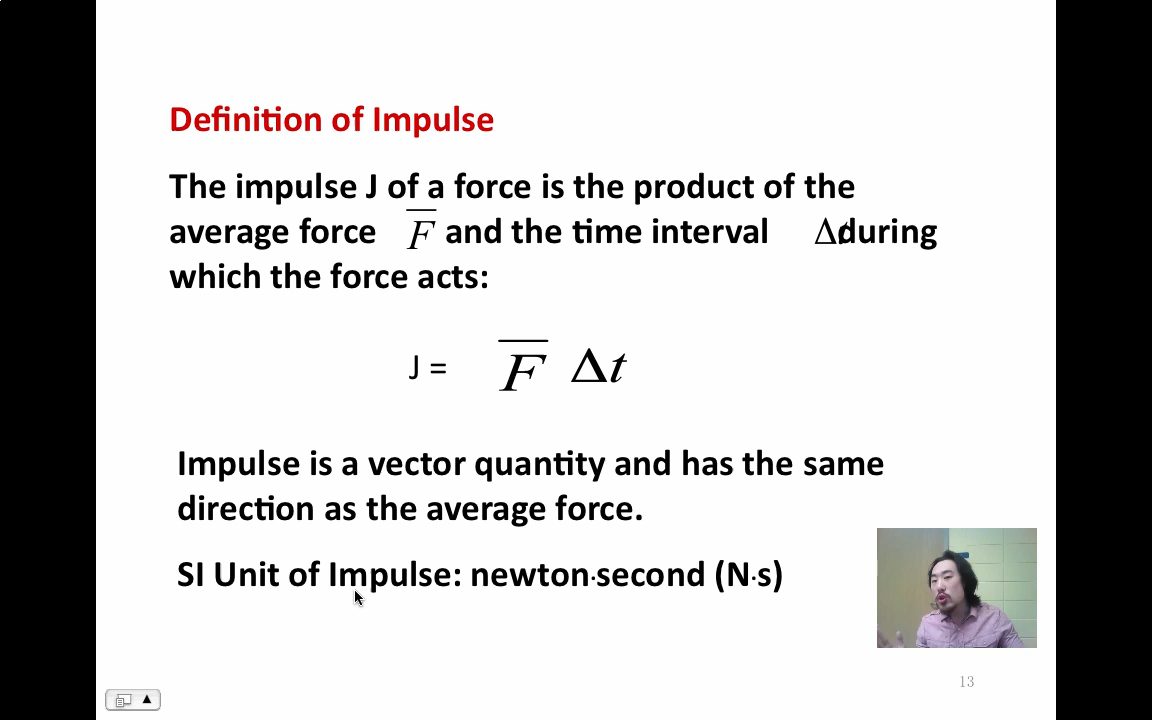 Definition of Impulse
The impulse J of a force is the product of the
average force F̅ and the time interval Δt during
which the force acts:
J = F̅ Δt
Impulse is a vector quantity and has the same
direction as the average force.
SI Unit of Impulse: newton·second (N·s)
13